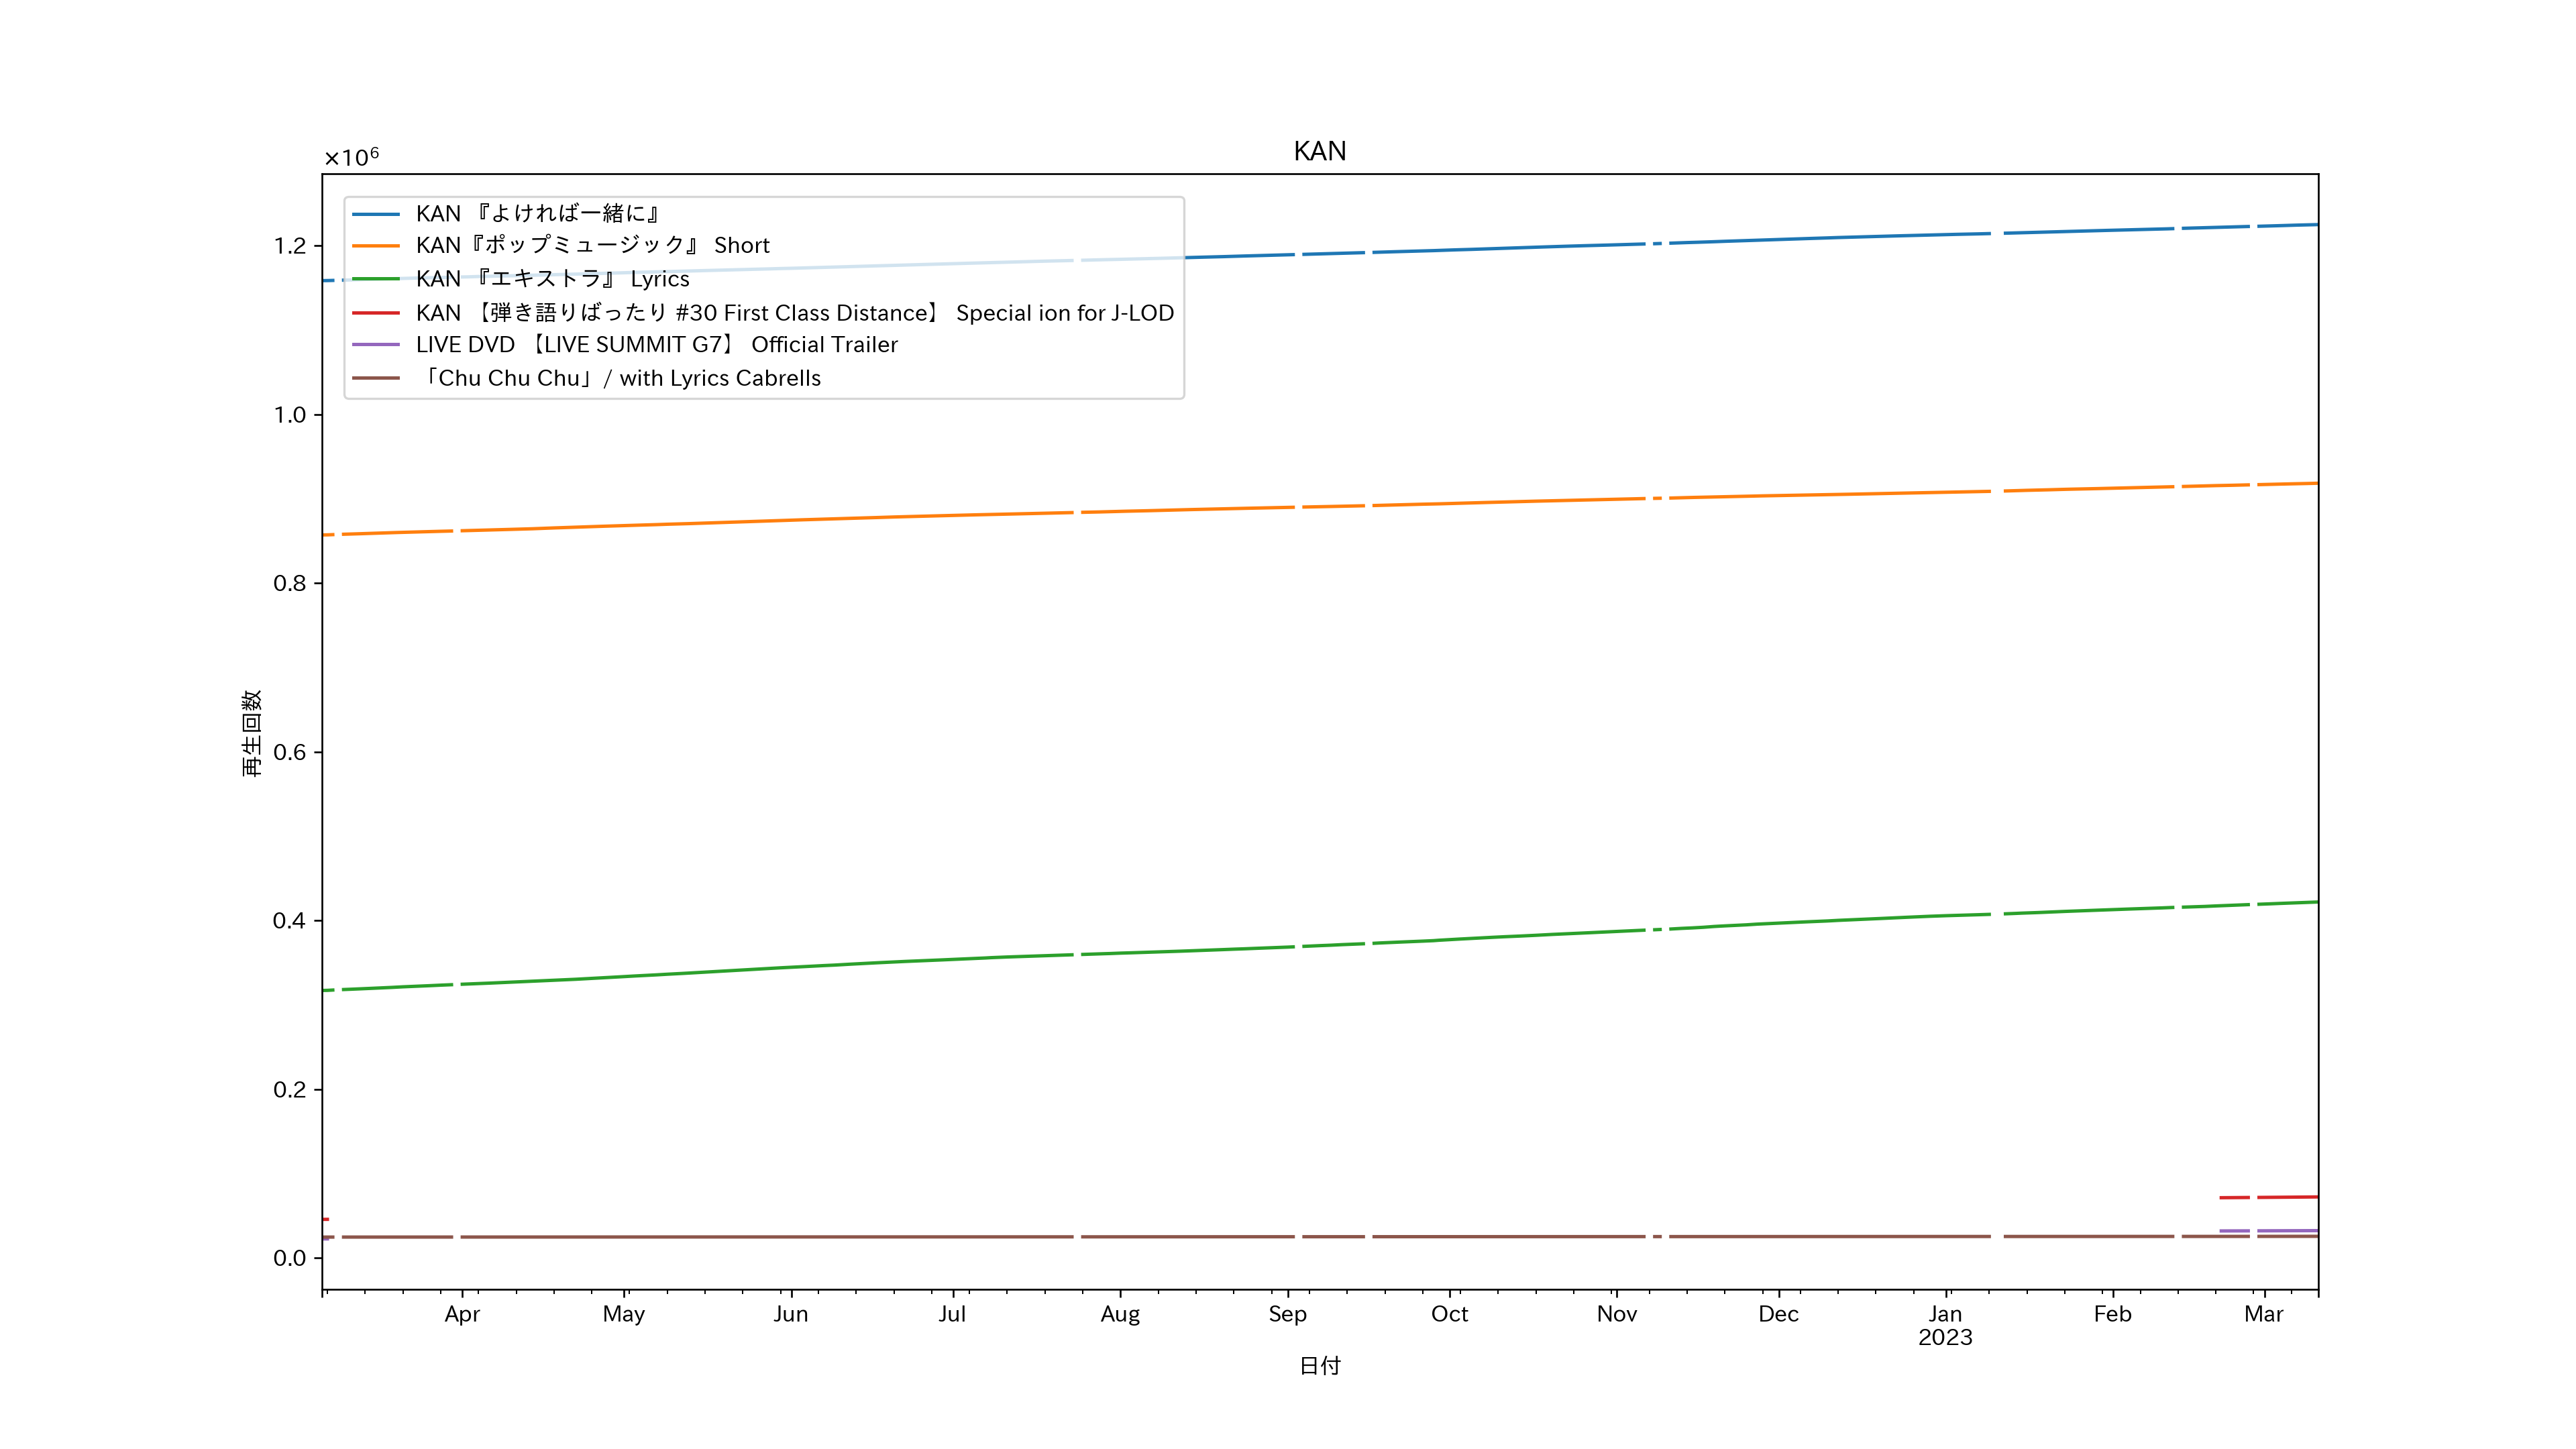 KAN
×10⁶
KAN 『よければ一緒に』
KAN『ポップミュージック』 Short
KAN 『エキストラ』 Lyrics
KAN 【弾き語りばったり #30 First Class Distance】 Special ion for J-LOD
LIVE DVD 【LIVE SUMMIT G7】 Official Trailer
「Chu Chu Chu」/ with Lyrics Cabrells
1.2
1.0
0.8
0.6
0.4
0.2
0.0
再生回数
Apr May Jun Jul Aug Sep Oct Nov Dec Jan Feb Mar
2023
日付